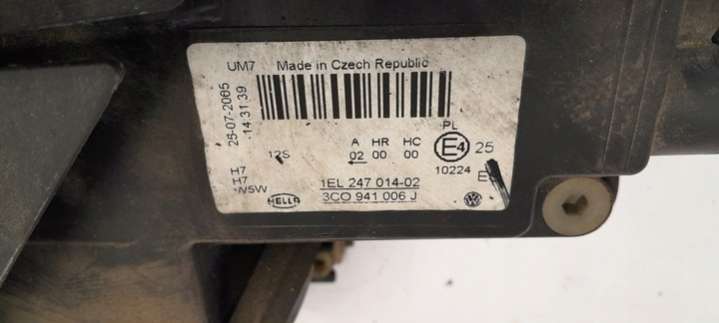 UM7 Made in Czech Republic
25-07-2005
14:31:39
PL
12S
A HR HC
02 00 00
E4 25
10224
E
H7
H7
W5W
HELLA
1EL 247 014-02
3C0 941 006 J
VW